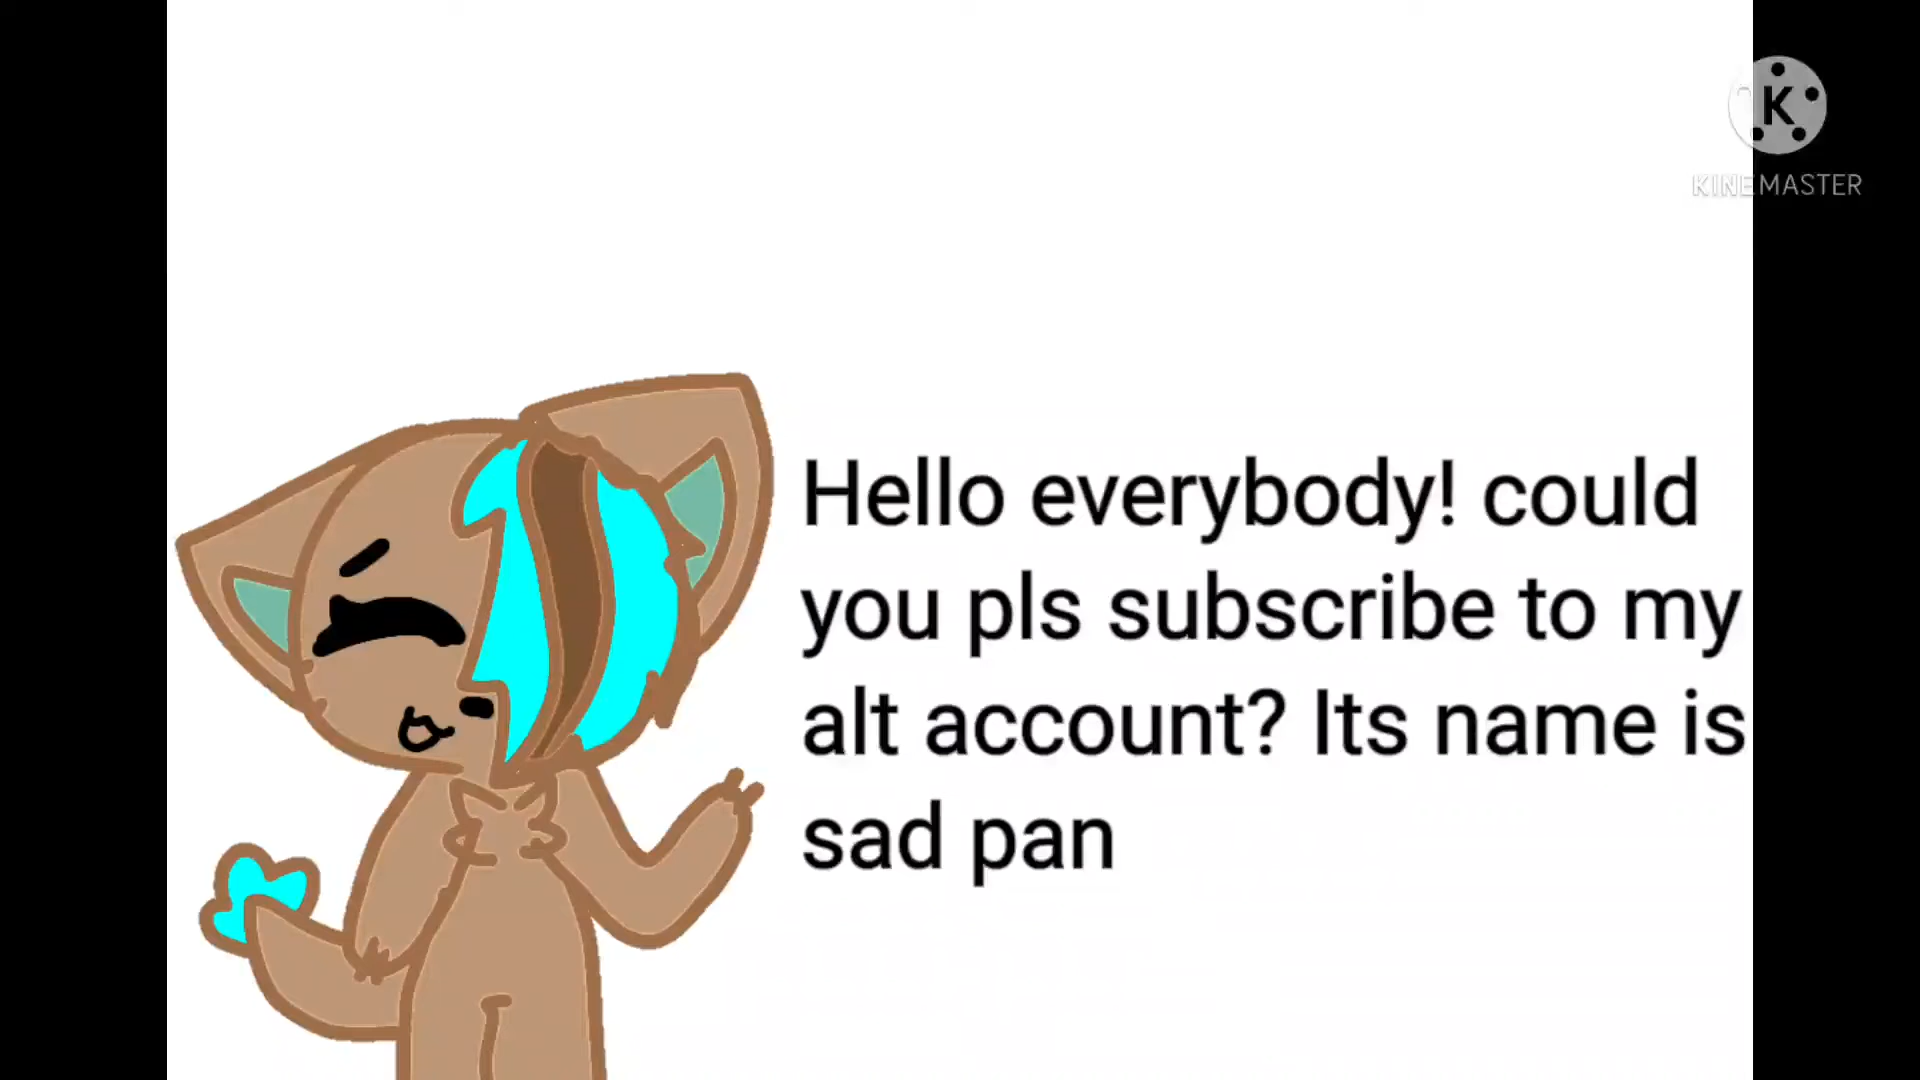 K
KINEMASTER
Hello everybody! could
you pls subscribe to my
alt account? Its name is
sad pan